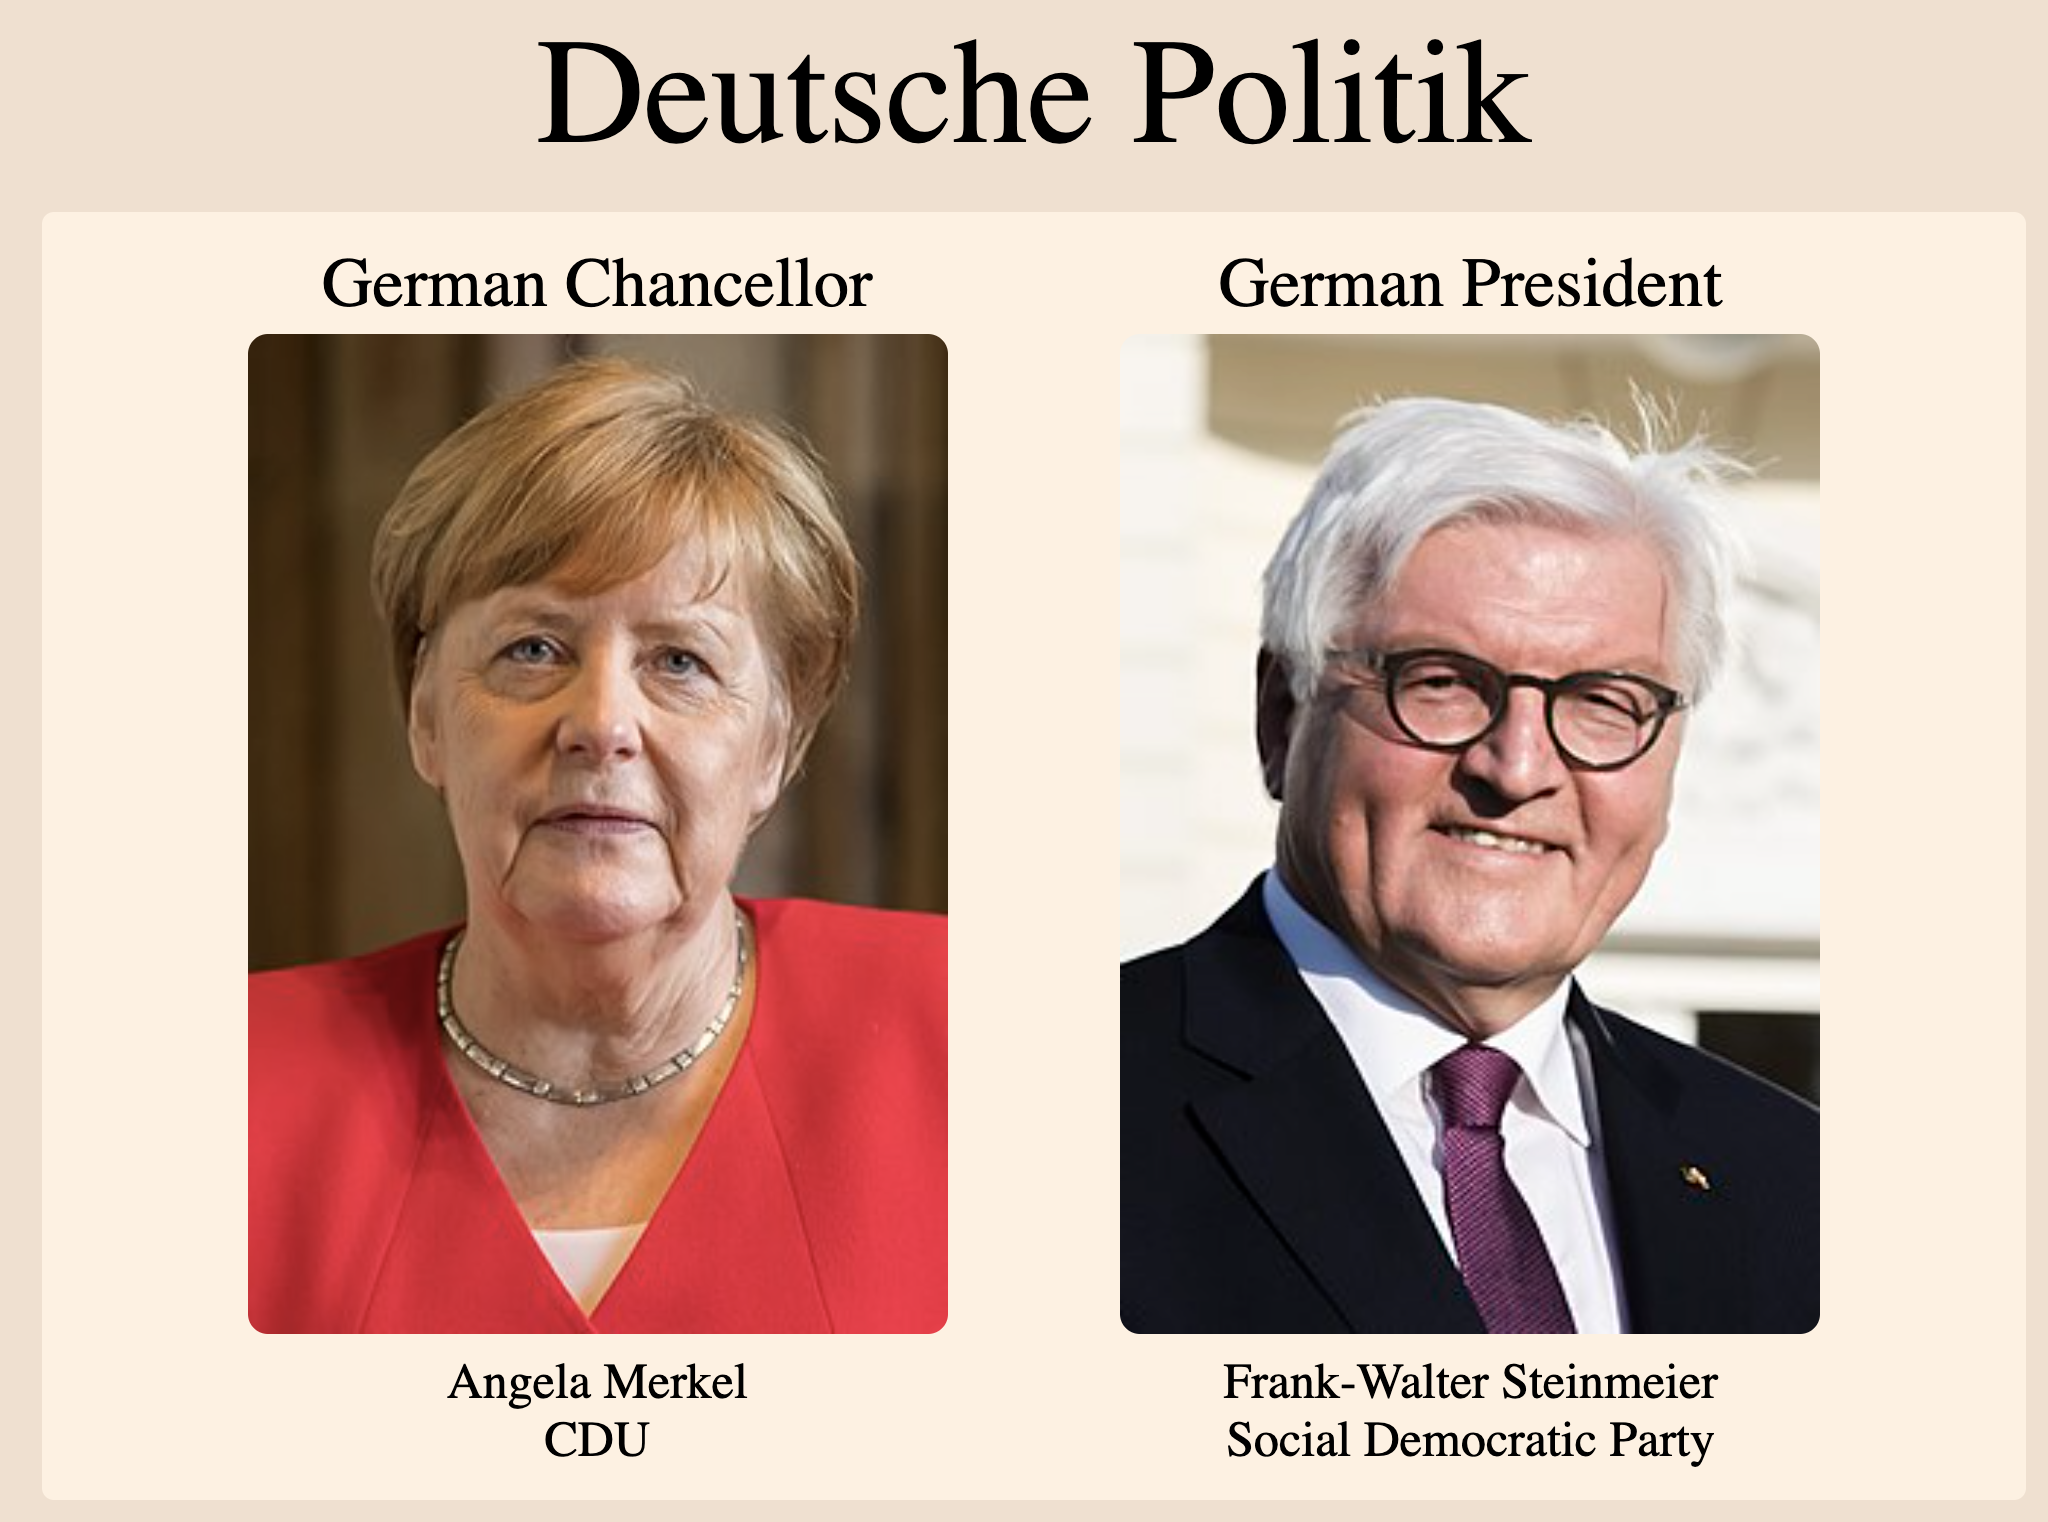 Deutsche Politik
German Chancellor
German President
Angela Merkel
CDU
Frank-Walter Steinmeier
Social Democratic Party